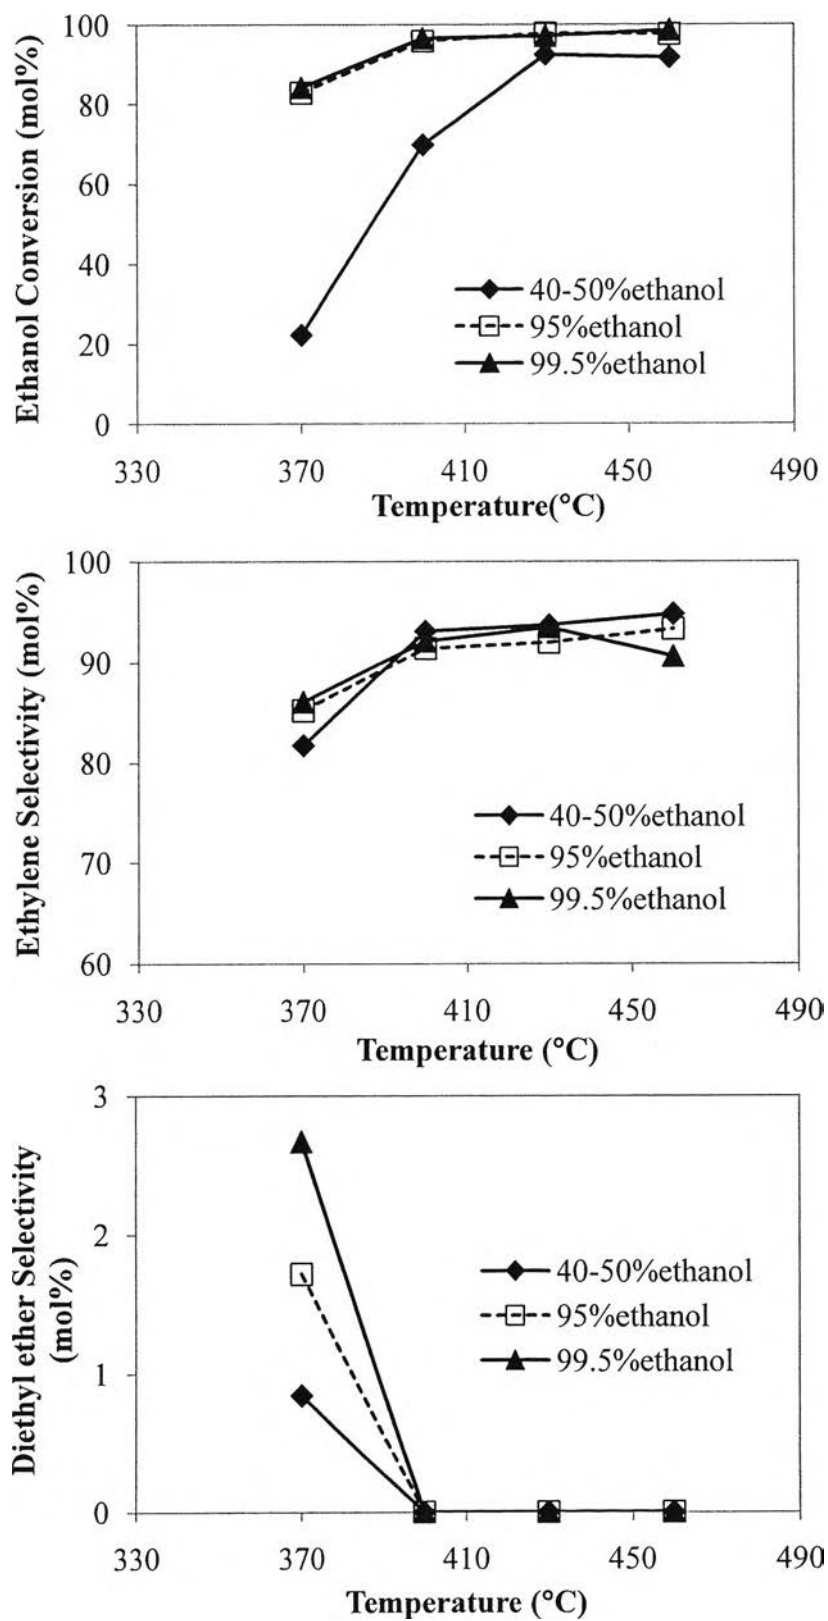 Ethanol Conversion (mol%)
100
80
60
40
20
0
40-50%ethanol
95%ethanol
99.5%ethanol
330 370 410 450 490
Temperature(°C)
Ethylene Selectivity (mol%)
100
90
80
70
60
40-50%ethanol
95%ethanol
99.5%ethanol
330 370 410 450 490
Temperature (°C)
Diethyl ether Selectivity
(mol%)
3
2
1
0
40-50%ethanol
95%ethanol
99.5%ethanol
330 370 410 450 490
Temperature (°C)